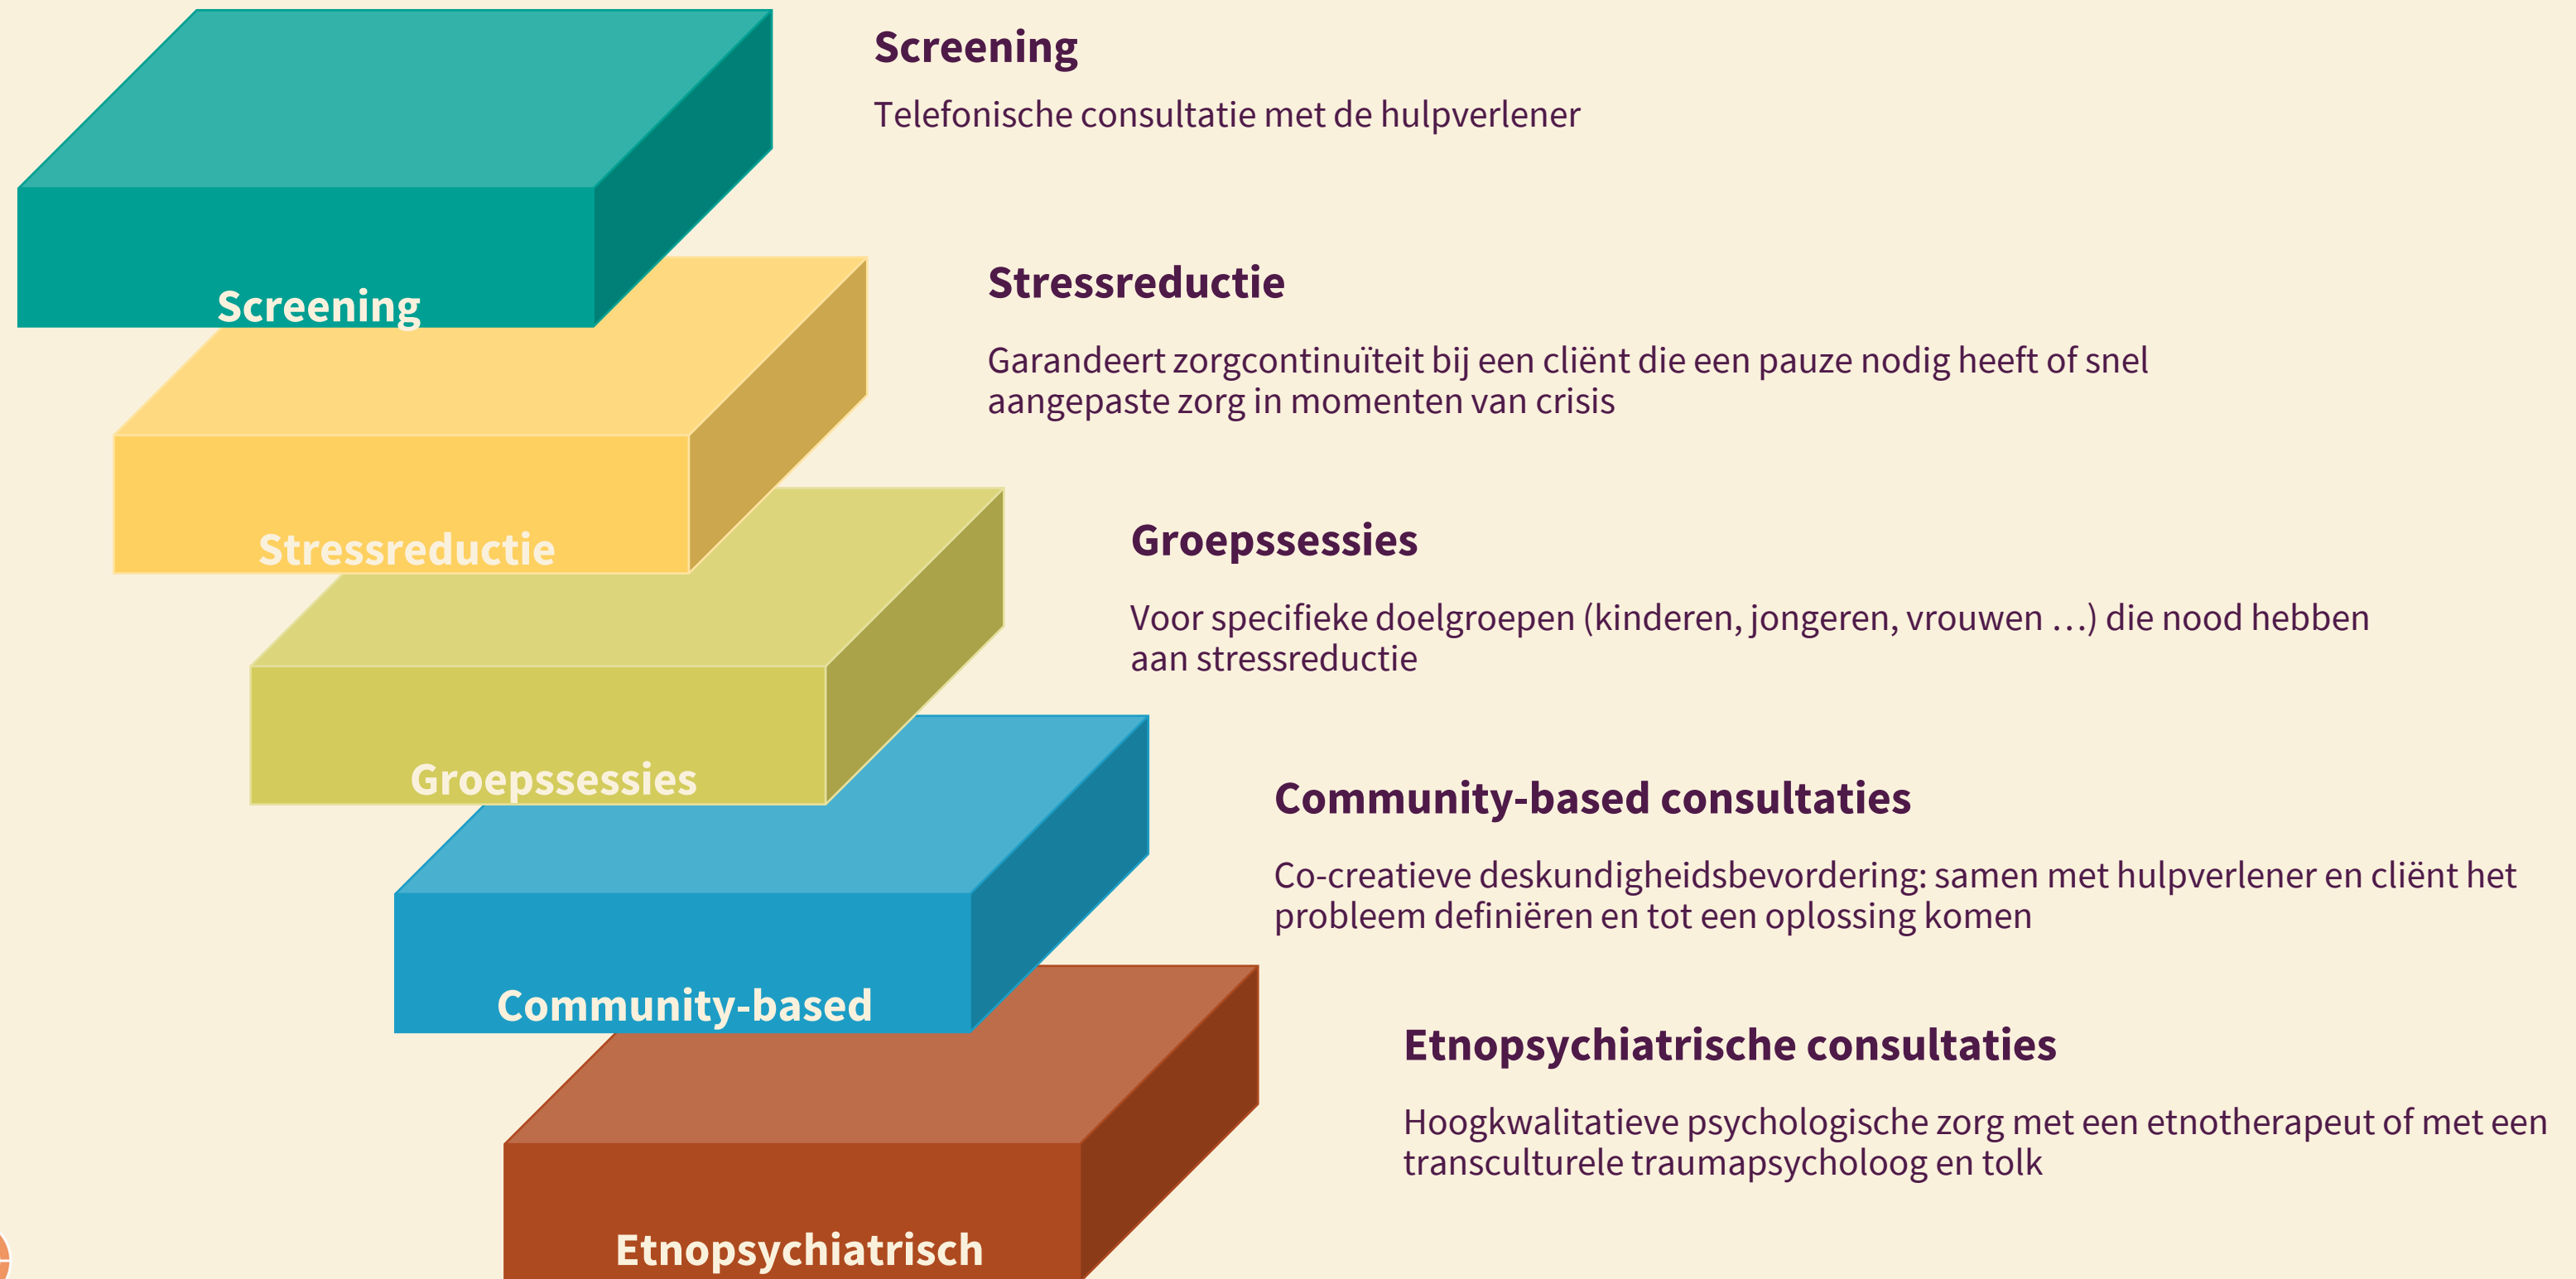 Screening
Telefonische consultatie met de hulpverlener
Screening
Stressreductie
Garandeert zorgcontinuïteit bij een cliënt die een pauze nodig heeft of snel
aangepaste zorg in momenten van crisis
Stressreductie
Groepssessies
Voor specifieke doelgroepen (kinderen, jongeren, vrouwen …) die nood hebben
aan stressreductie
Groepssessies
Community-based consultaties
Co-creatieve deskundigheidsbevordering: samen met hulpverlener en cliënt het
probleem definiëren en tot een oplossing komen
Community-based
Etnopsychiatrische consultaties
Hoogkwalitatieve psychologische zorg met een etnotherapeut of met een
transculturele traumapsycholoog en tolk
Etnopsychiatrisch